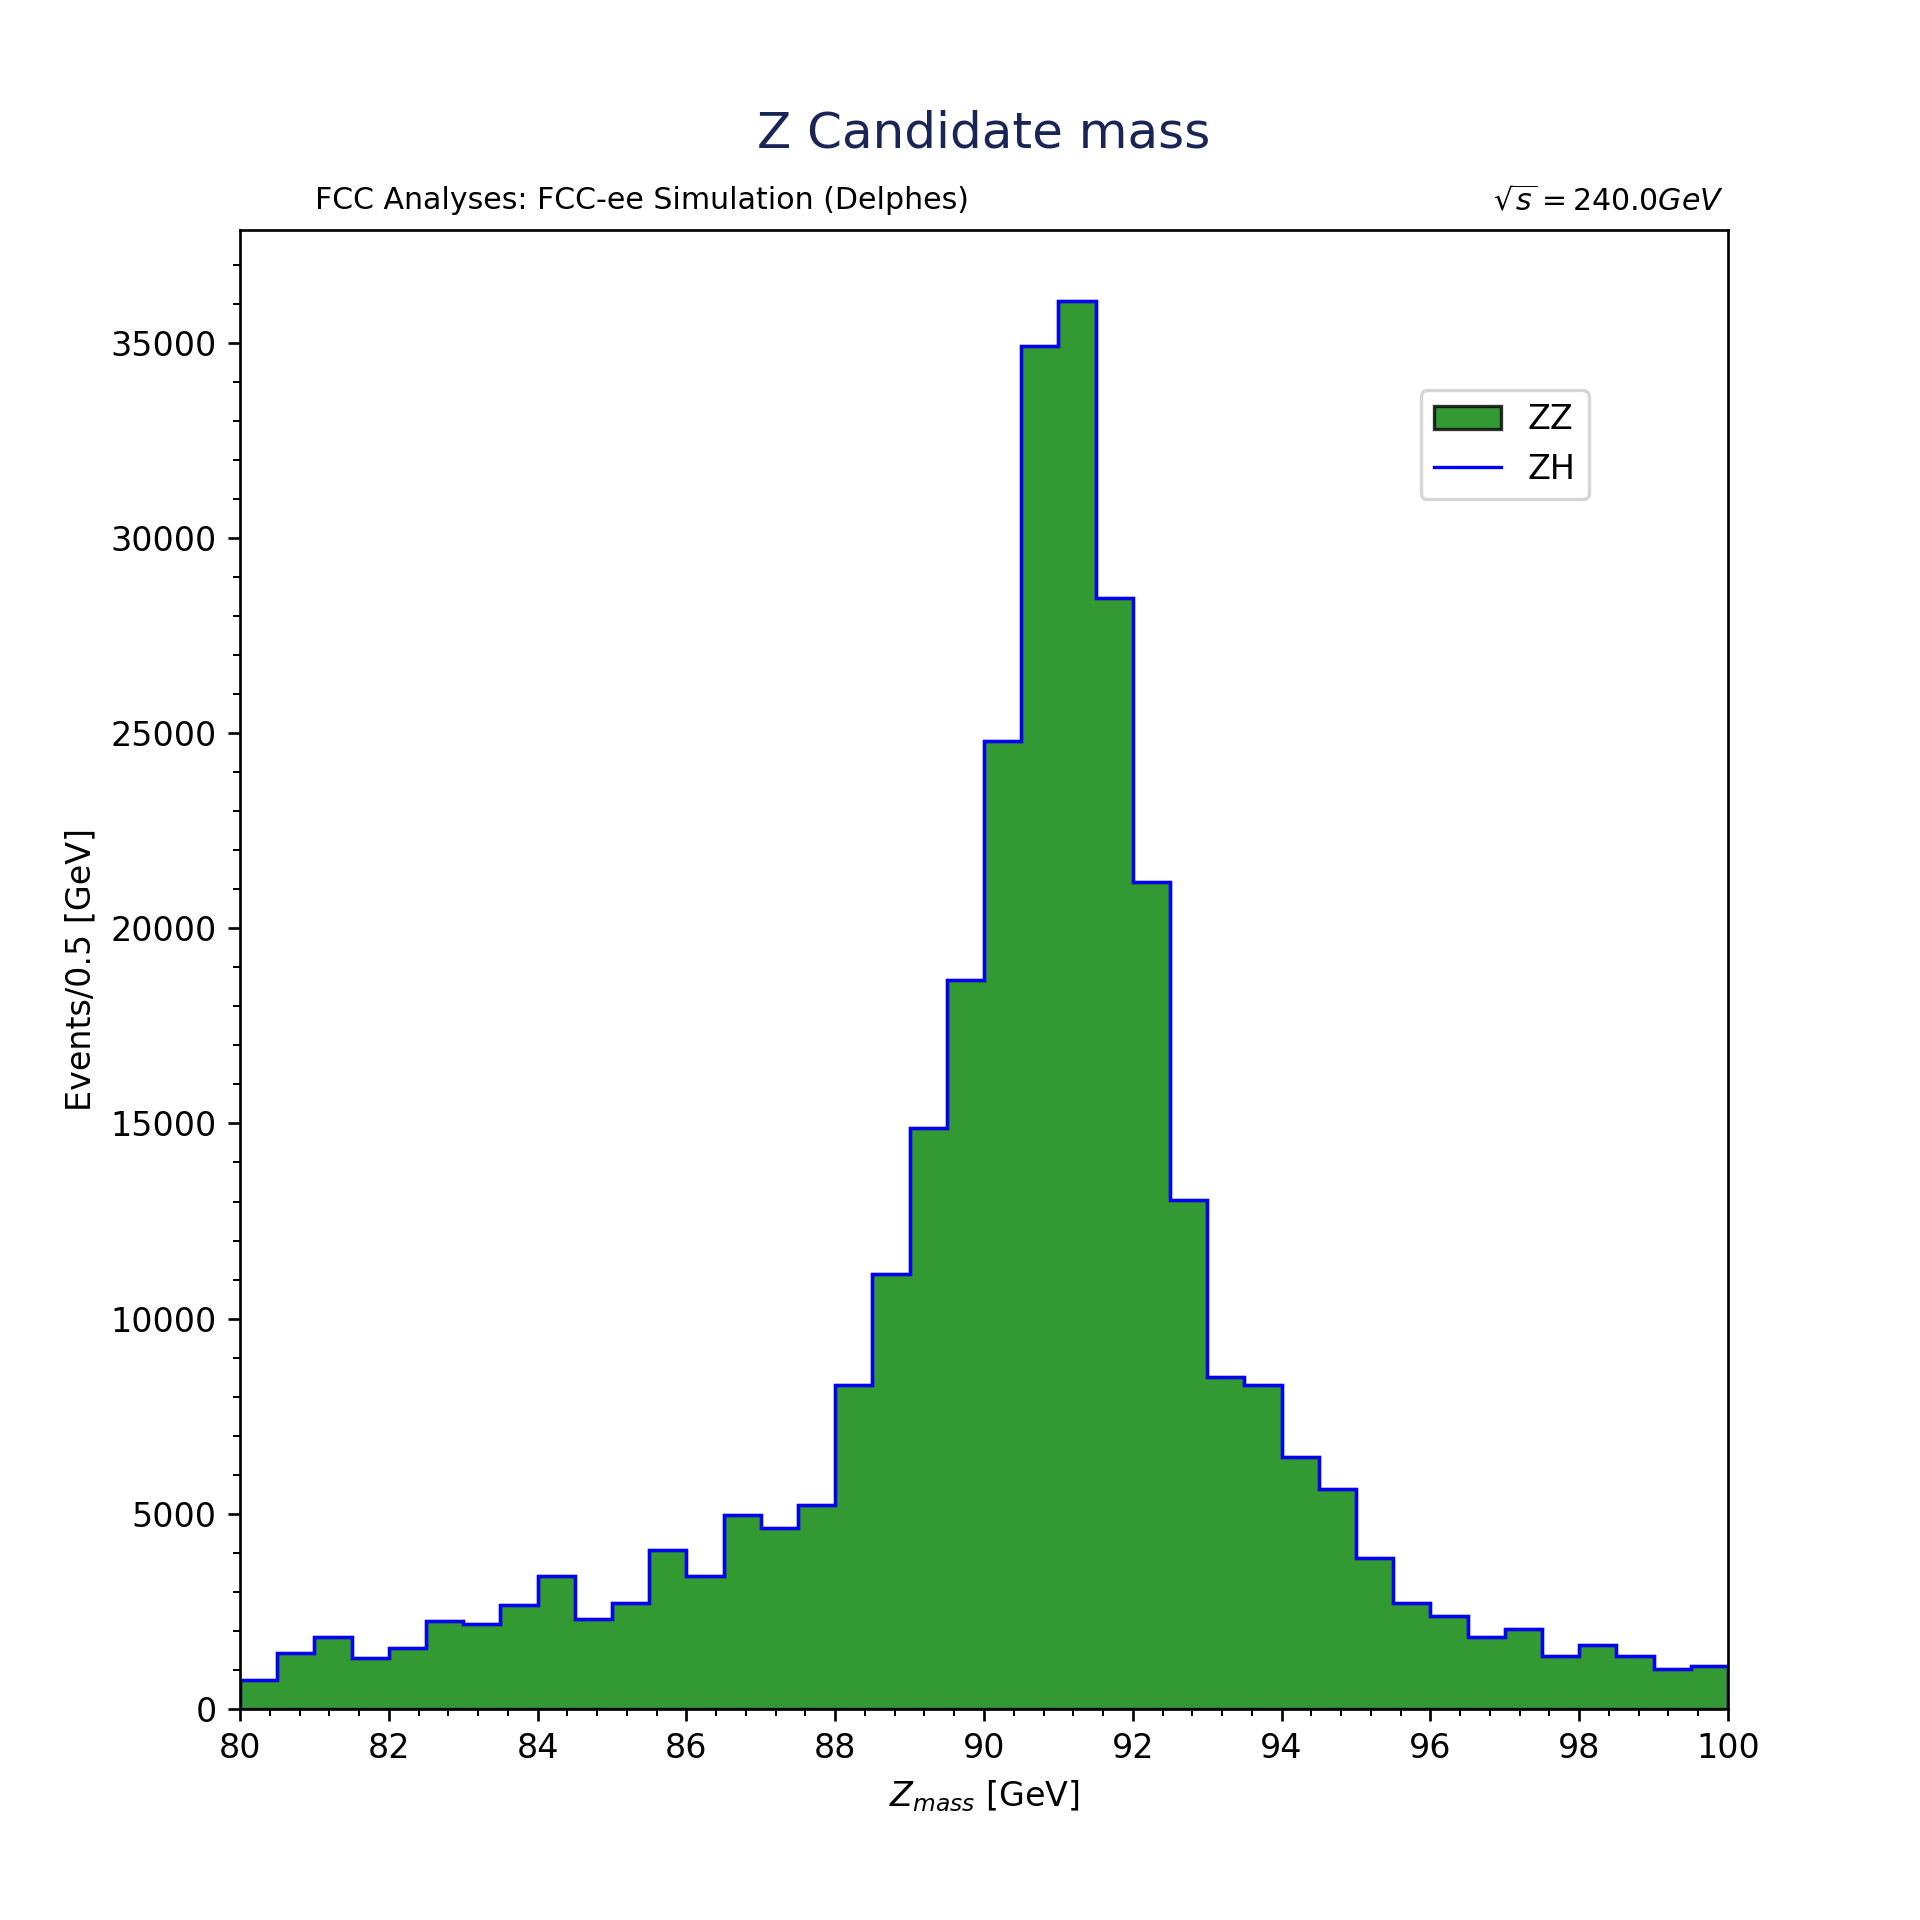 Z Candidate mass
FCC Analyses: FCC-ee Simulation (Delphes)
√s = 240.0GeV
35000
30000
25000
20000
15000
10000
5000
0
Events/0.5 [GeV]
ZZ
ZH
80 82 84 86 88 90 92 94 96 98 100
Z_mass [GeV]